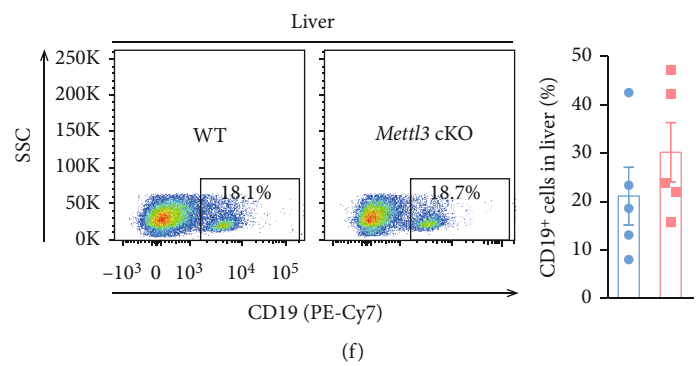 Liver
SSC
250K
200K
150K
100K
50K
0K
WT
18.1%
Mettl3 cKO
18.7%
–10³ 0 10³ 10⁴ 10⁵
CD19 (PE-Cy7)
CD19⁺ cells in liver (%)
50
40
30
20
10
0
(f)